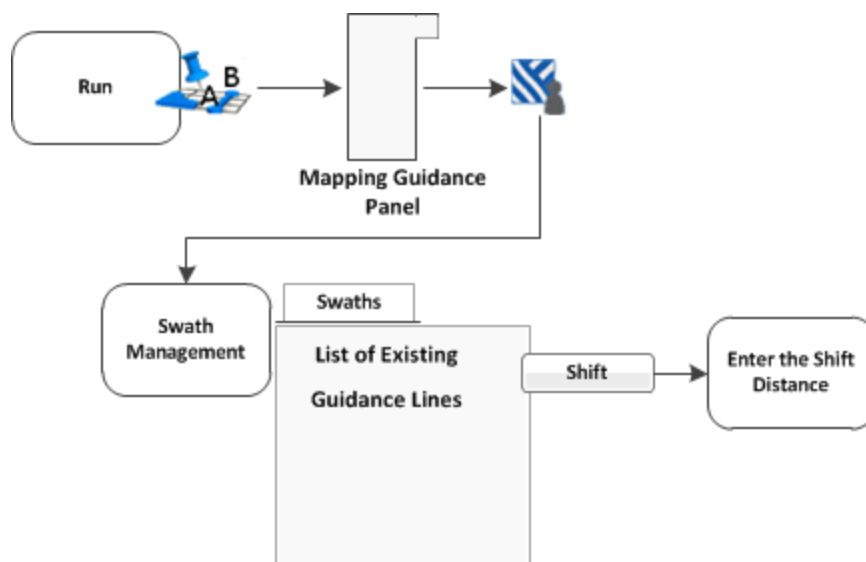 Run
A
B
Mapping Guidance
Panel
Swath
Management
Swaths
List of Existing
Guidance Lines
Shift
Enter the Shift
Distance